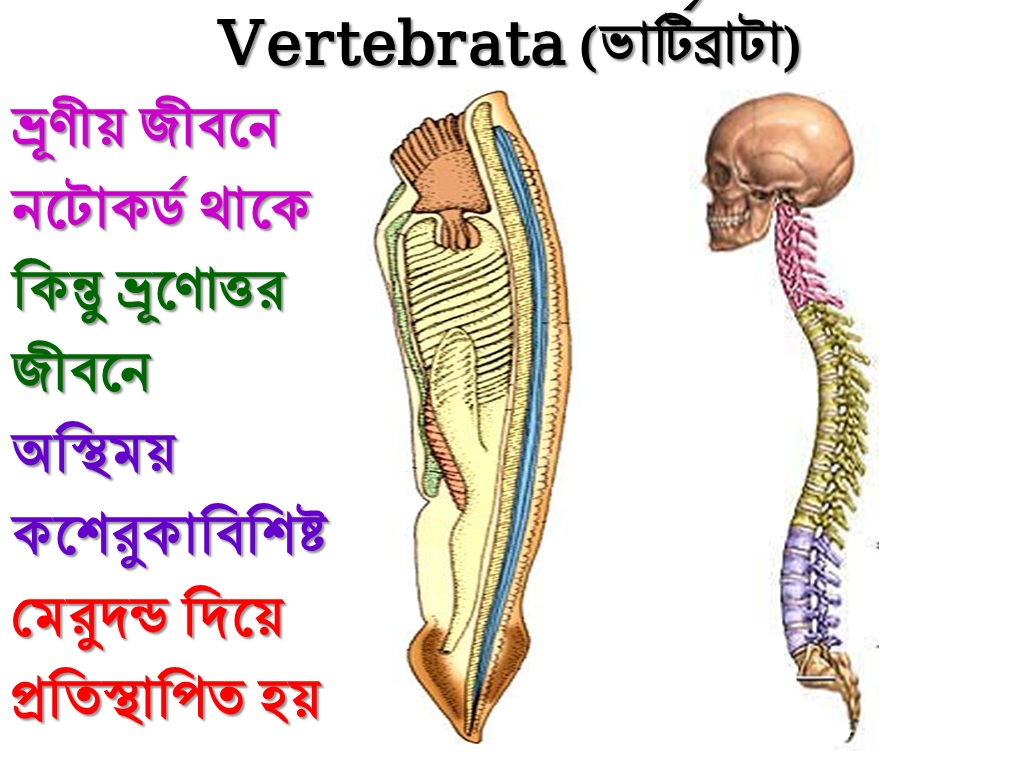 Vertebrata (ভার্টিব্রাটা)
ভ্রূণীয় জীবনে
নটোকর্ড থাকে
কিন্তু ভ্রূণোত্তর
জীবনে
অস্থিময়
কশেরুকাবিশিষ্ট
মেরুদন্ড দিয়ে
প্রতিস্থাপিত হয়